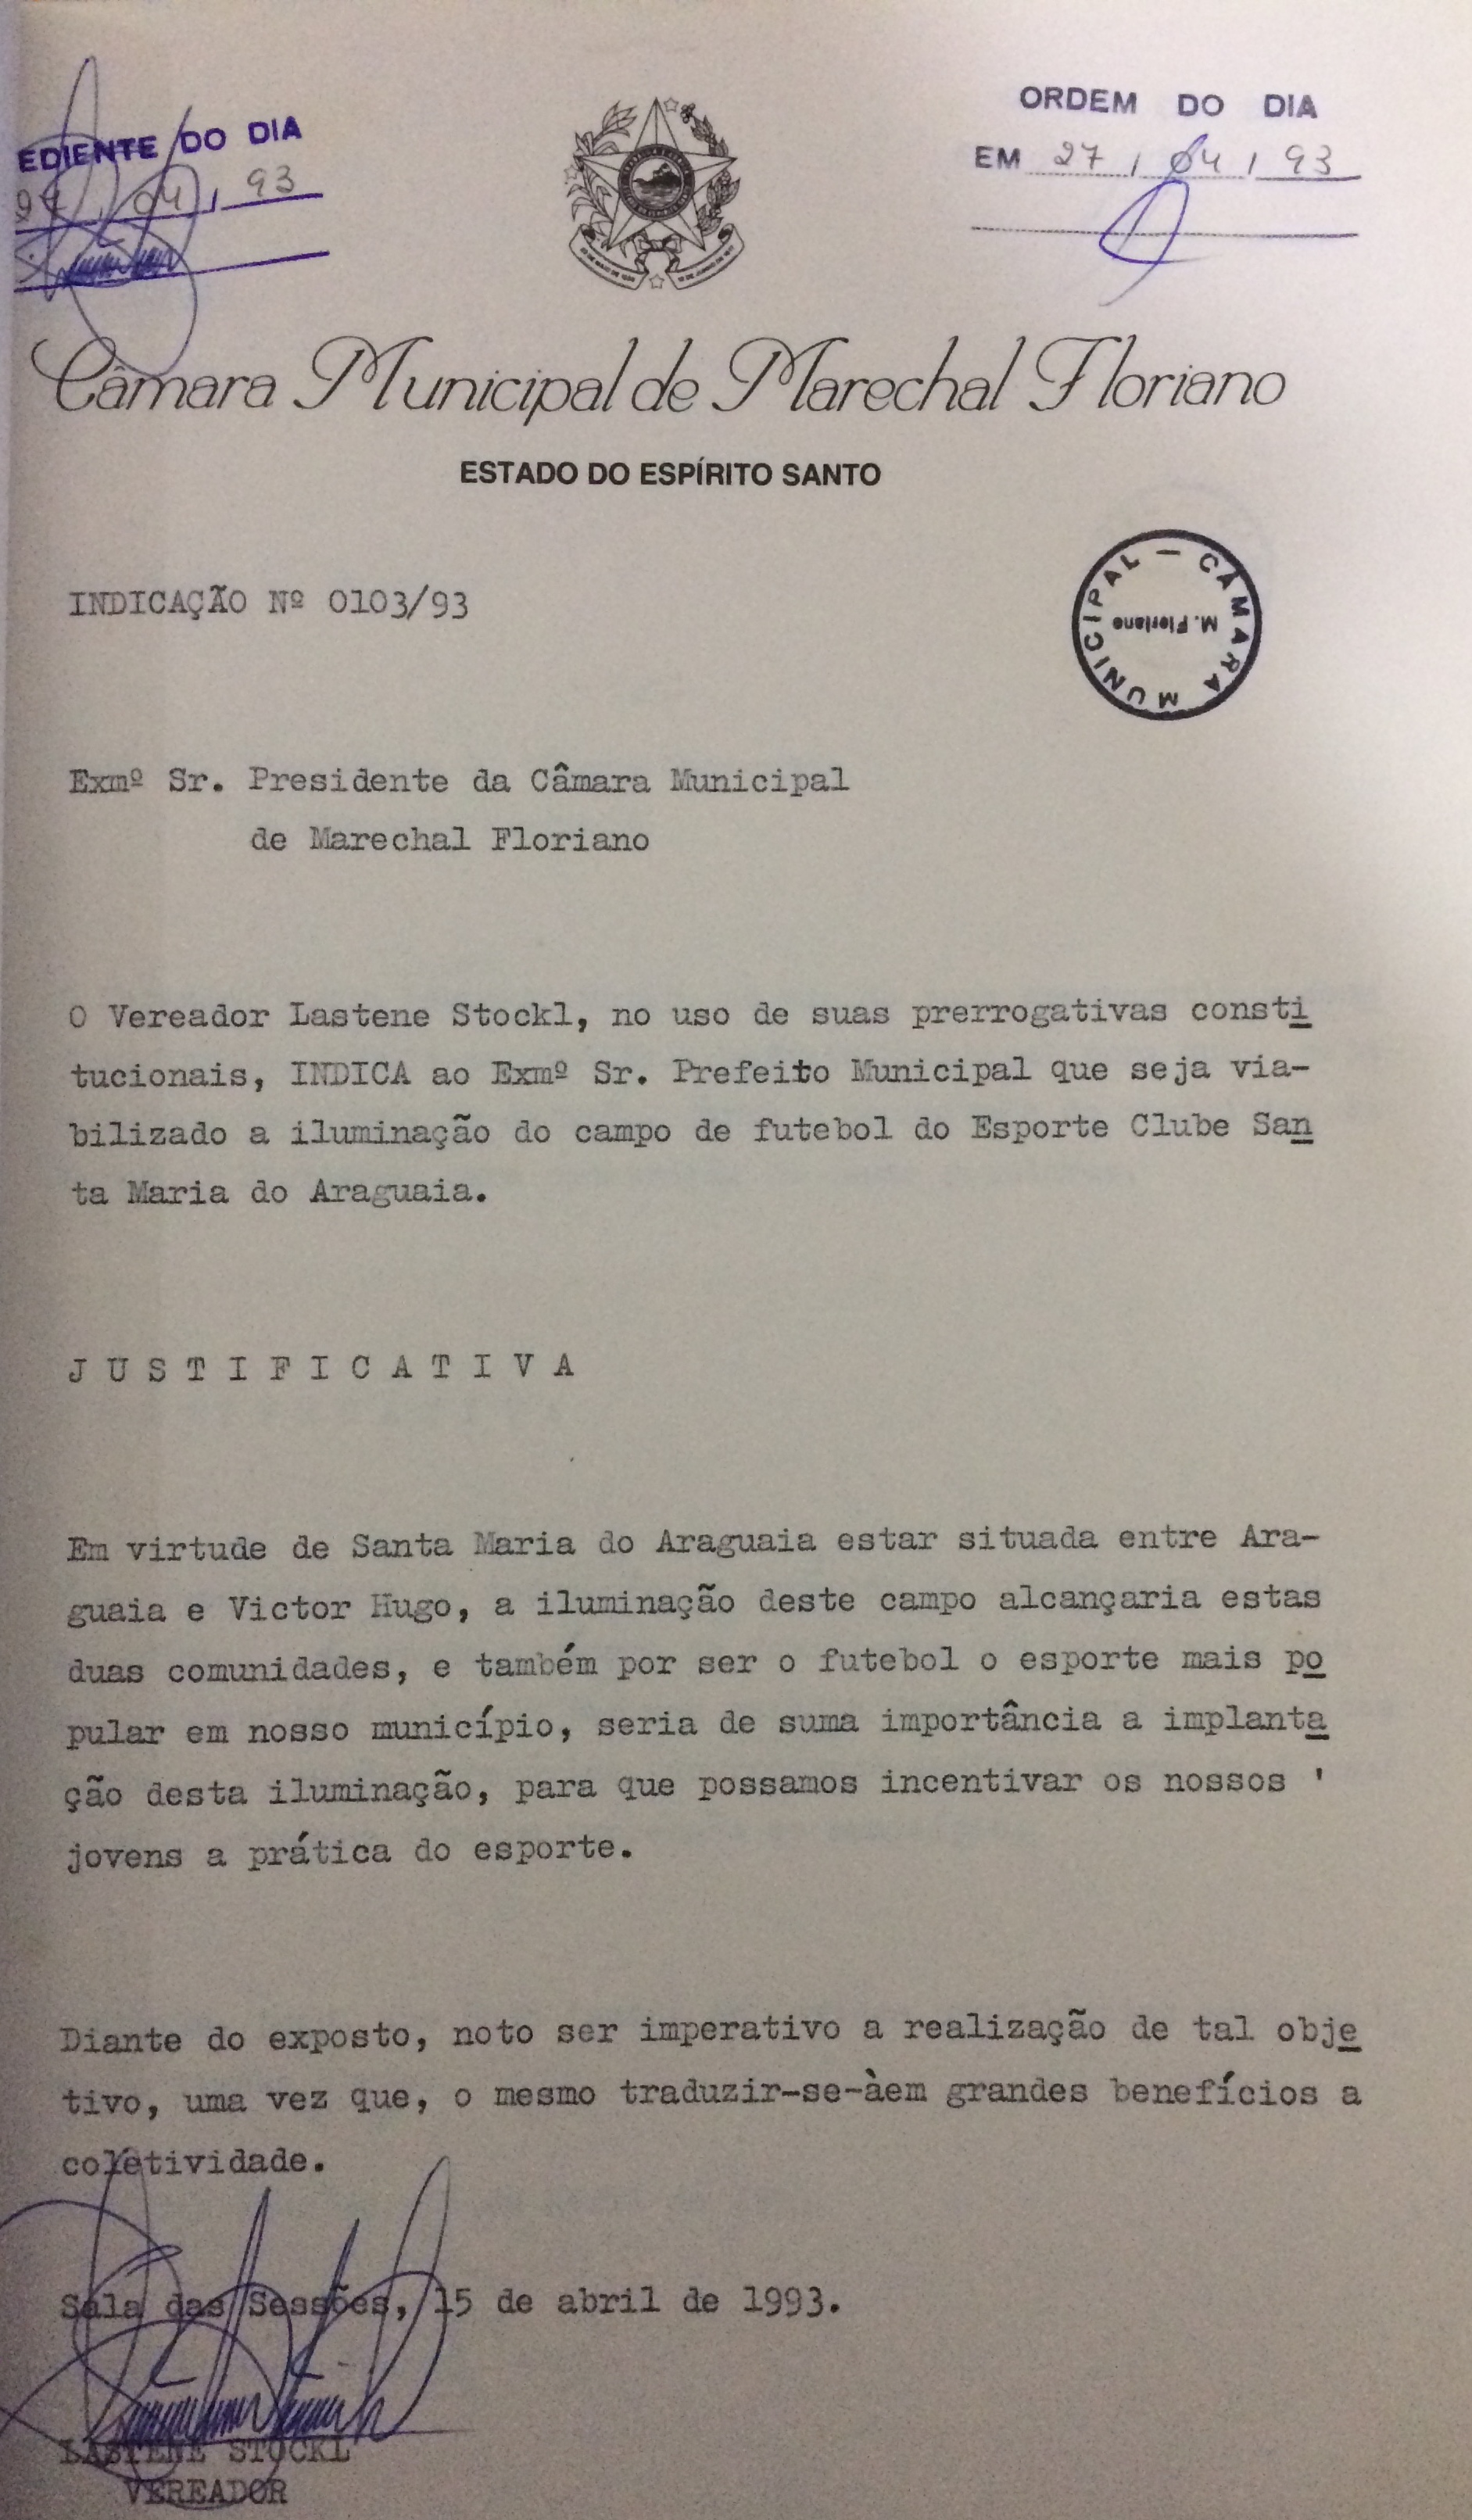 EDIENTE DO DIA
04 / 93
ORDEM DO DIA
EM 27 / 04 / 93
Câmara Municipal de Marechal Floriano
ESTADO DO ESPÍRITO SANTO
CÂMARA MUNICIPAL —
M. Floriano
INDICAÇÃO Nº 0103/93
Exmº Sr. Presidente da Câmara Municipal
de Marechal Floriano
O Vereador Lastene Stockl, no uso de suas prerrogativas consti
tucionais, INDICA ao Exmº Sr. Prefeito Municipal que seja via-
bilizado a iluminação do campo de futebol do Esporte Clube San
ta Maria do Araguaia.
J U S T I F I C A T I V A
Em virtude de Santa Maria do Araguaia estar situada entre Ara-
guaia e Victor Hugo, a iluminação deste campo alcançaria estas
duas comunidades, e também por ser o futebol o esporte mais po
pular em nosso município, seria de suma importância a implanta
ção desta iluminação, para que possamos incentivar os nossos '
jovens a prática do esporte.
Diante do exposto, noto ser imperativo a realização de tal obje
tivo, uma vez que, o mesmo traduzir-se-àem grandes benefícios a
coletividade.
Sala das Sessões, 15 de abril de 1993.
LASTENE STOCKL
VEREADOR